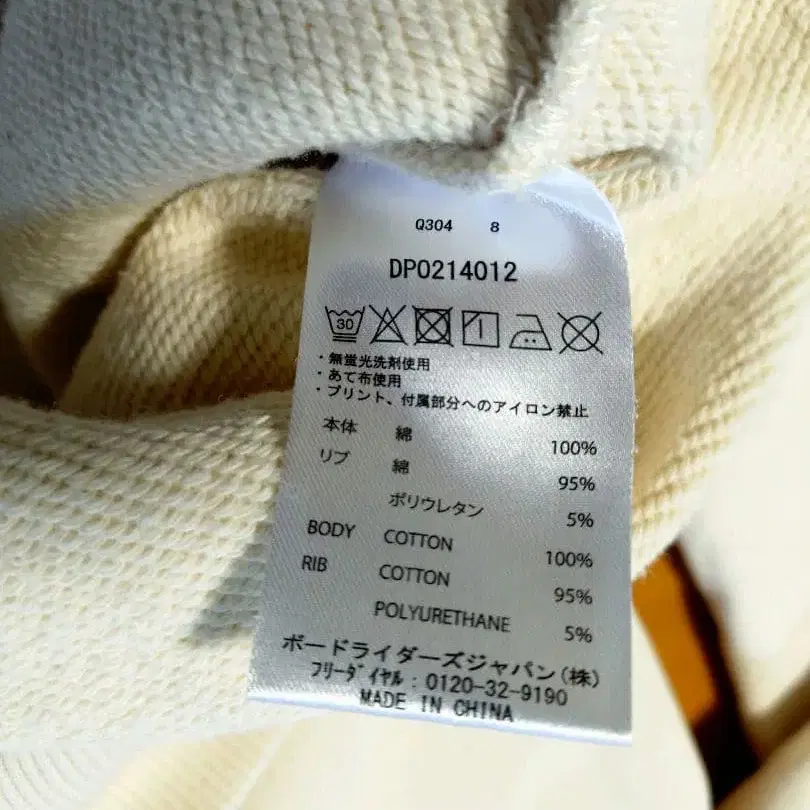 Q304 8
DP0214012
30
・無蛍光洗剤使用
・あて布使用
・プリント、付属部分へのアイロン禁止
本体 綿 100%
リブ 綿 95%
ポリウレタン 5%
BODY COTTON 100%
RIB COTTON 95%
POLYURETHANE 5%
ボードライダーズジャパン(株)
フリーダイヤル:0120-32-9190
MADE IN CHINA